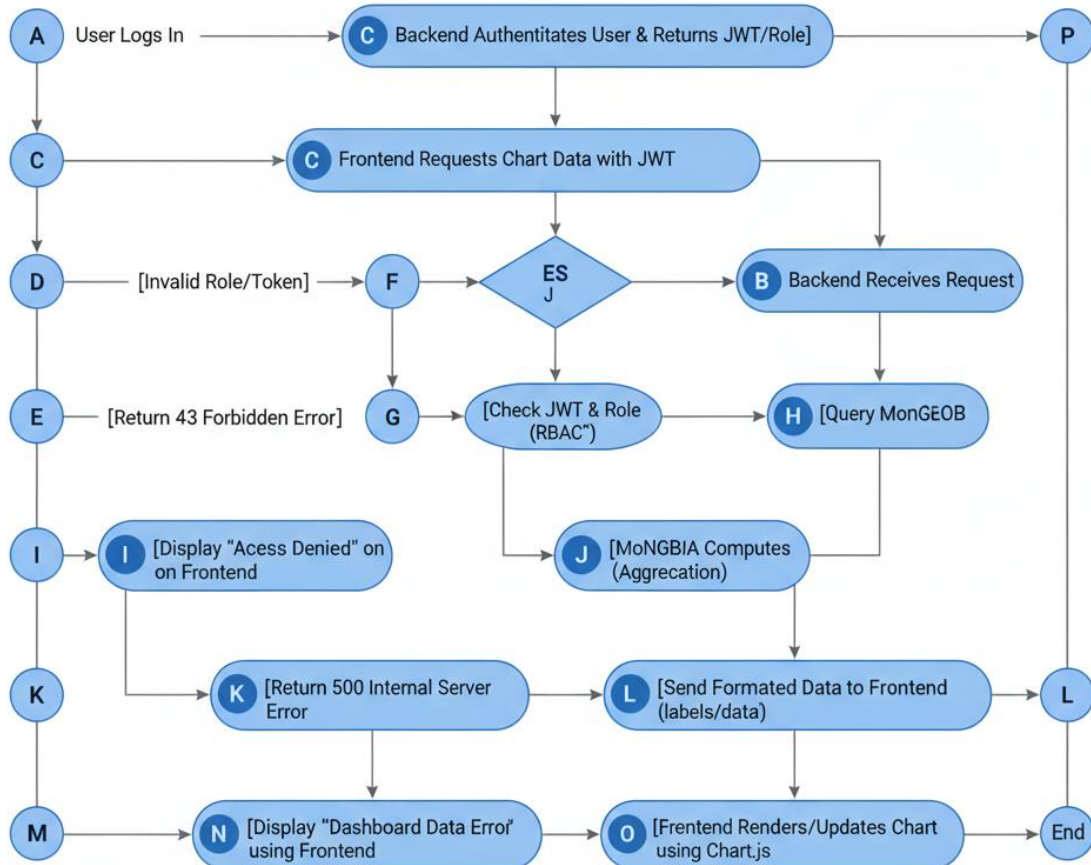 A User Logs In
C Backend Authentitates User & Returns JWT/Role]
P
C
C Frontend Requests Chart Data with JWT
D [Invalid Role/Token]
F
ES
J
B Backend Receives Request
E [Return 43 Forbidden Error]
G
[Check JWT & Role
(RBAC")
H [Query MonGEOB
I
I [Display "Acess Denied" on
on Frontend
J [MoNGBIA Computes
(Aggrecation)
K
K [Return 500 Internal Server
Error
L [Send Formated Data to Frontend
(labels/data)
L
M
N [Display "Dashboard Data Error'
using Frontend
O [Frentend Renders/Updates Chart
using Chart.js
End